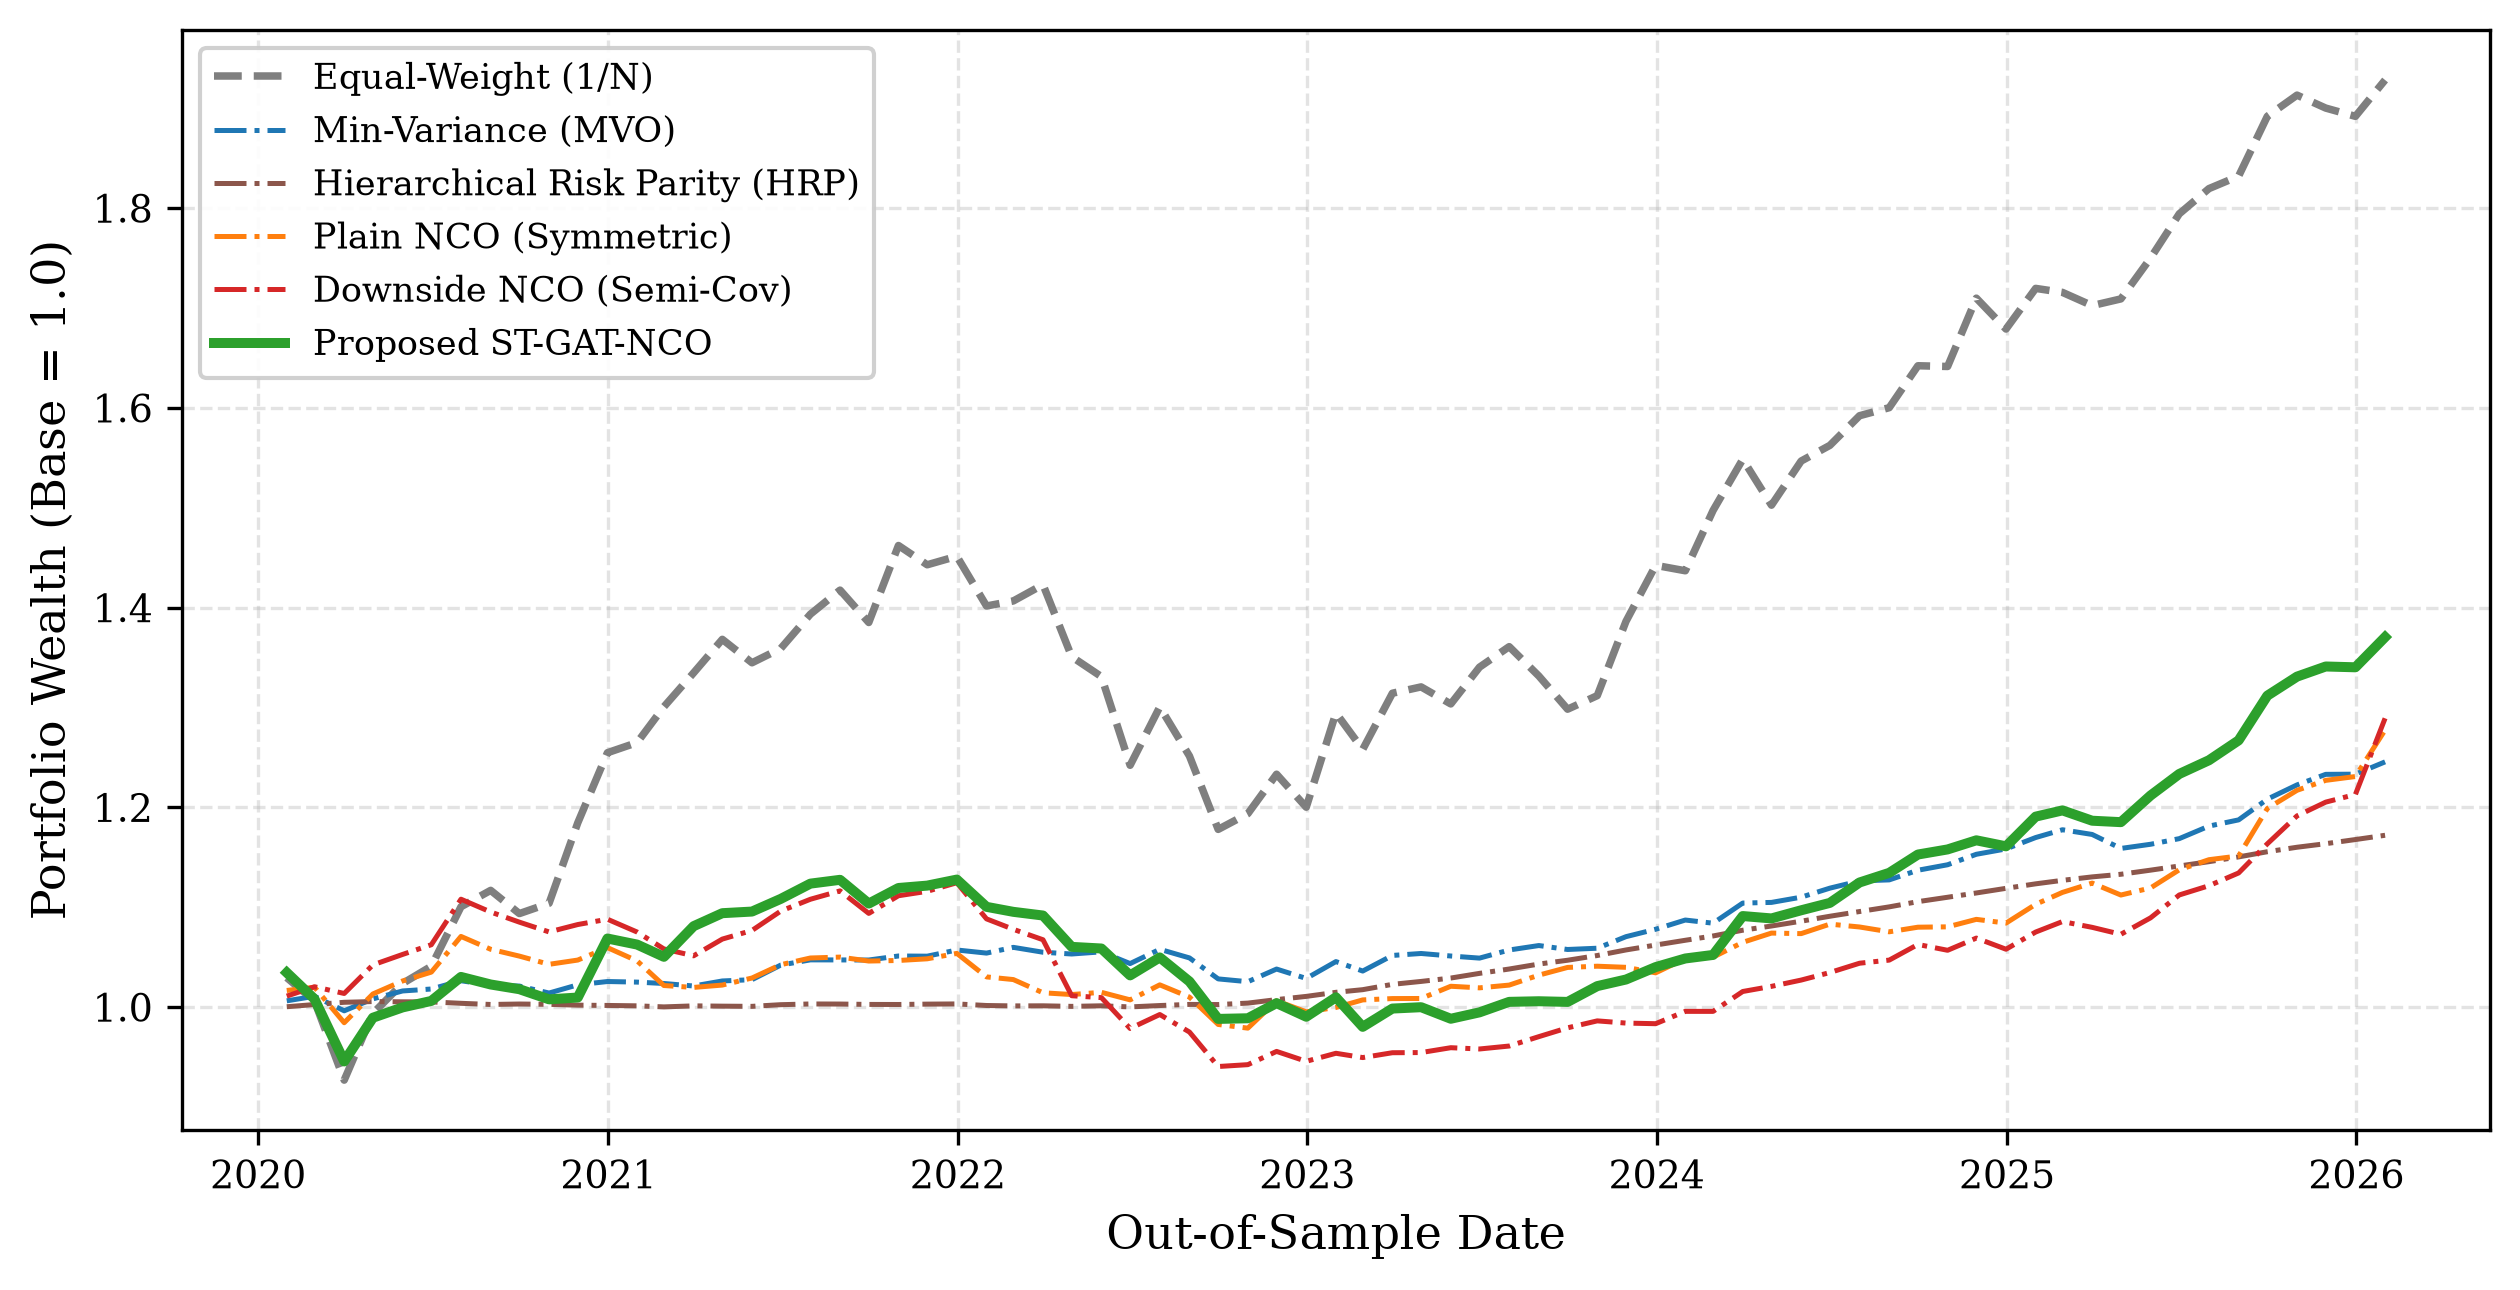 Equal-Weight (1/N)
Min-Variance (MVO)
Hierarchical Risk Parity (HRP)
Plain NCO (Symmetric)
Downside NCO (Semi-Cov)
Proposed ST-GAT-NCO
Portfolio Wealth (Base = 1.0)
1.8
1.6
1.4
1.2
1.0
2020 2021 2022 2023 2024 2025 2026
Out-of-Sample Date